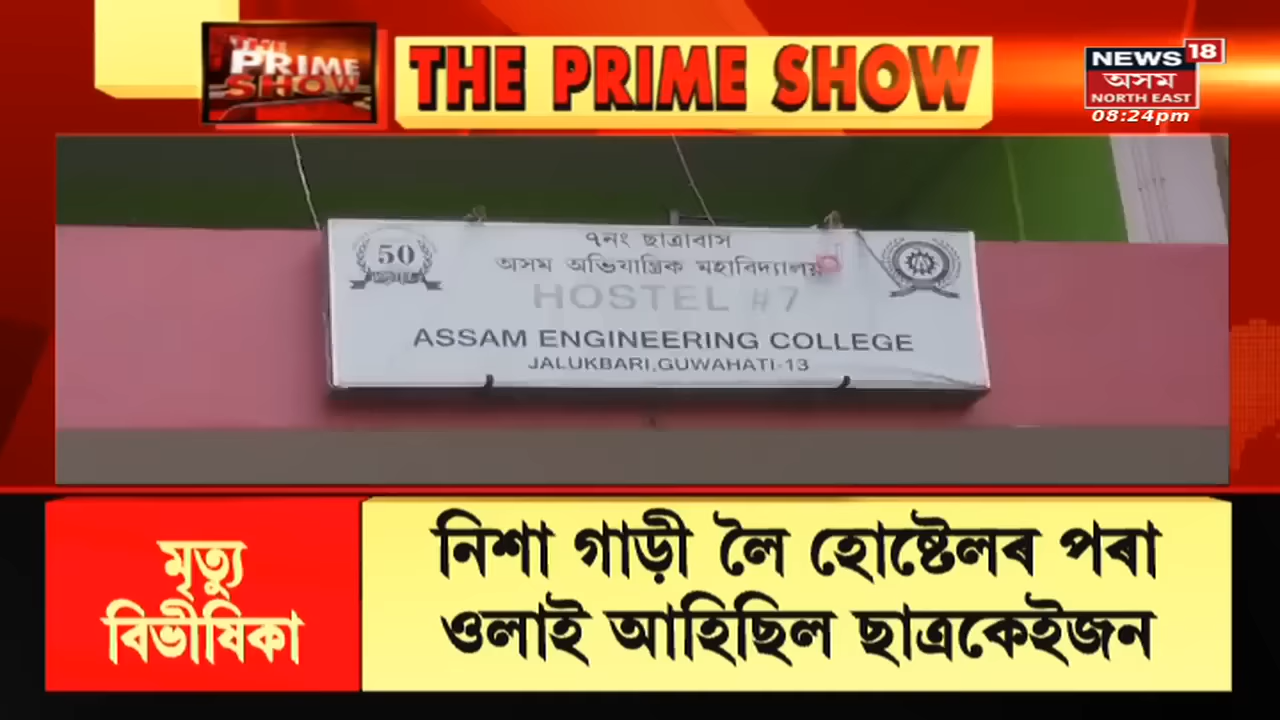 THE PRIME SHOW
THE PRIME SHOW
NEWS 18
অসম
NORTH EAST
08:24pm
50
৭নং ছাত্ৰাবাস
অসম অভিযান্ত্ৰিক মহাবিদ্যালয়
HOSTEL #7
ASSAM ENGINEERING COLLEGE
JALUKBARI,GUWAHATI-13
মৃত্যু
বিভীষিকা
নিশা গাড়ী লৈ হোষ্টেলৰ পৰা
ওলাই আহিছিল ছাত্ৰকেইজন